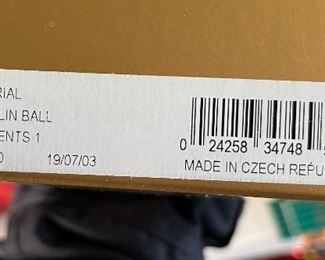 RIAL
LIN BALL
ENTS 1
0 19/07/03
0 24258 34748
MADE IN CZECH REPU